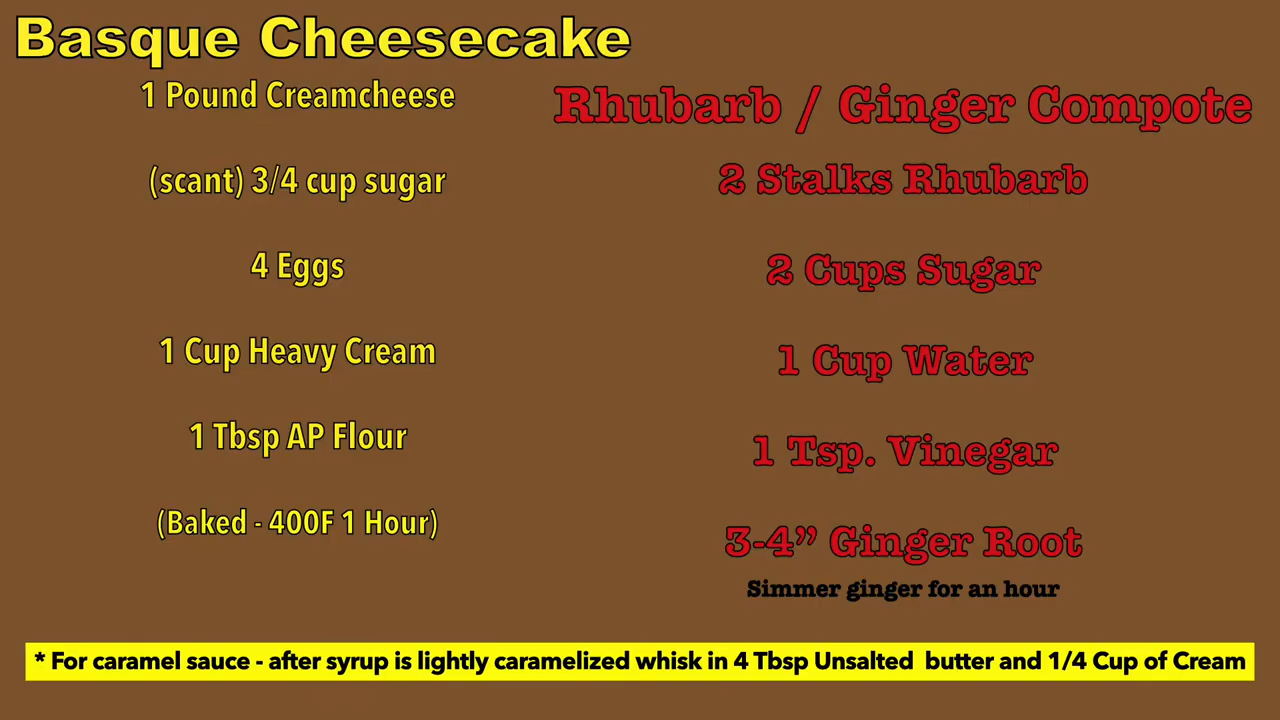 Basque Cheesecake
1 Pound Creamcheese
(scant) 3/4 cup sugar
4 Eggs
1 Cup Heavy Cream
1 Tbsp AP Flour
(Baked - 400F 1 Hour)
Rhubarb / Ginger Compote
2 Stalks Rhubarb
2 Cups Sugar
1 Cup Water
1 Tsp. Vinegar
3-4” Ginger Root
Simmer ginger for an hour
* For caramel sauce - after syrup is lightly caramelized whisk in 4 Tbsp Unsalted  butter and 1/4 Cup of Cream